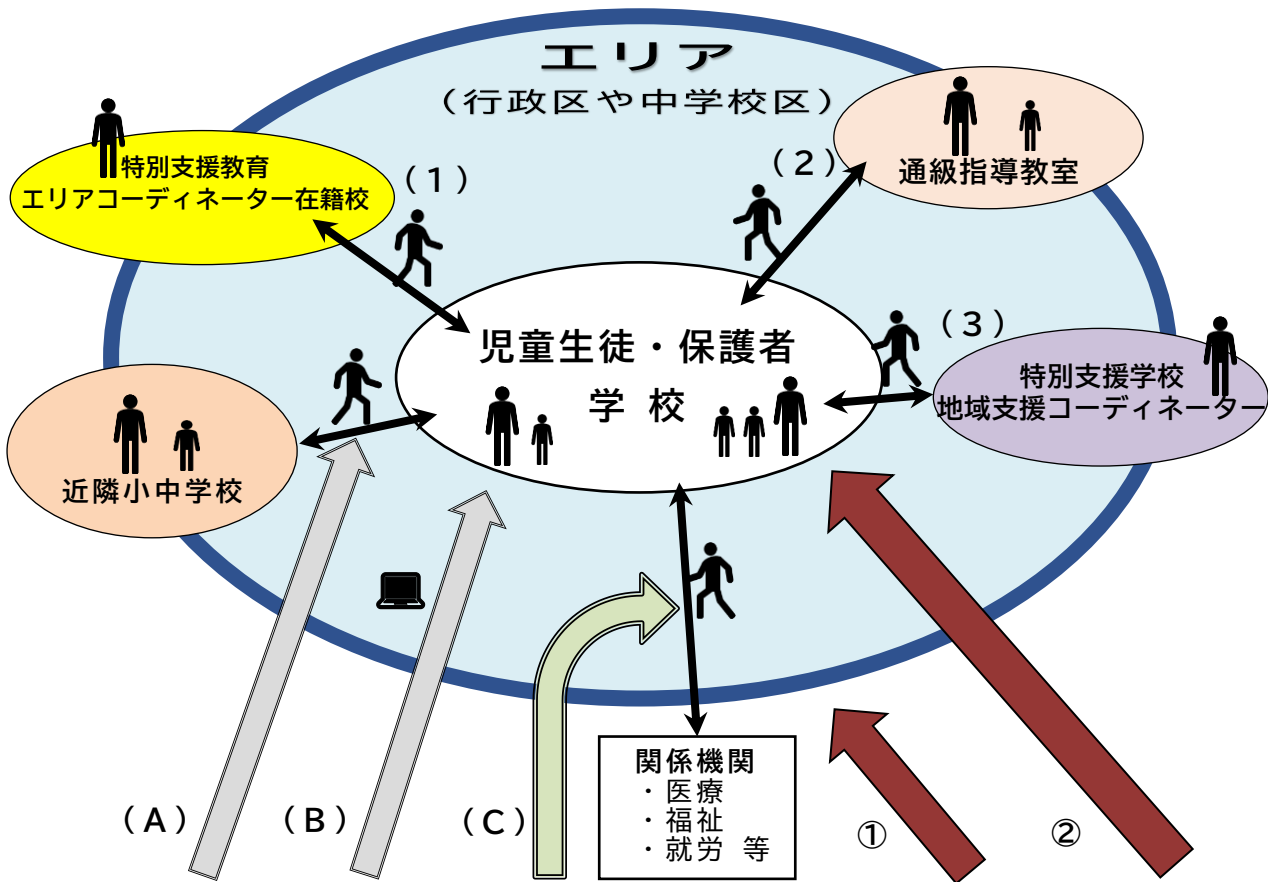 エリア
（行政区や中学校区）
特別支援教育
エリアコーディネーター在籍校
（１）
（２）
通級指導教室
児童生徒・保護者
学校
（３）
特別支援学校
地域支援コーディネーター
近隣小中学校
関係機関
・医療
・福祉
・就労 等
（A）
（B）
（C）
①
②